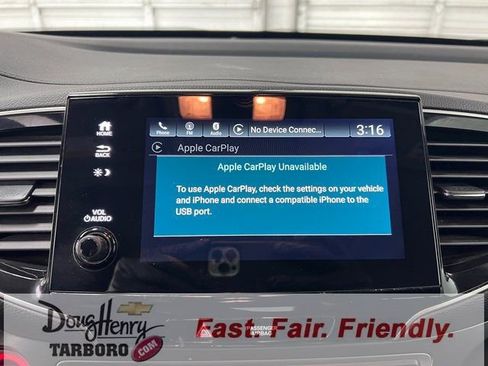 Phone FM Audio No Device Connec... 3:16
HOME
Apple CarPlay
BACK
Apple CarPlay Unavailable
To use Apple CarPlay, check the settings on your vehicle
and iPhone and connect a compatible iPhone to the
USB port.
VOL
AUDIO
Doug Henry
TARBORO.COM
PASSENGER
AIRBAG
Fast. Fair. Friendly.